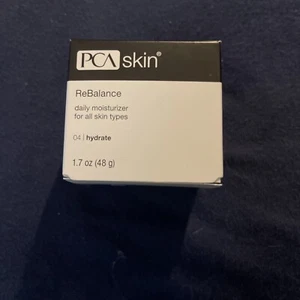 PCA skin®
ReBalance
daily moisturizer
for all skin types
04 | hydrate
1.7 oz (48 g)